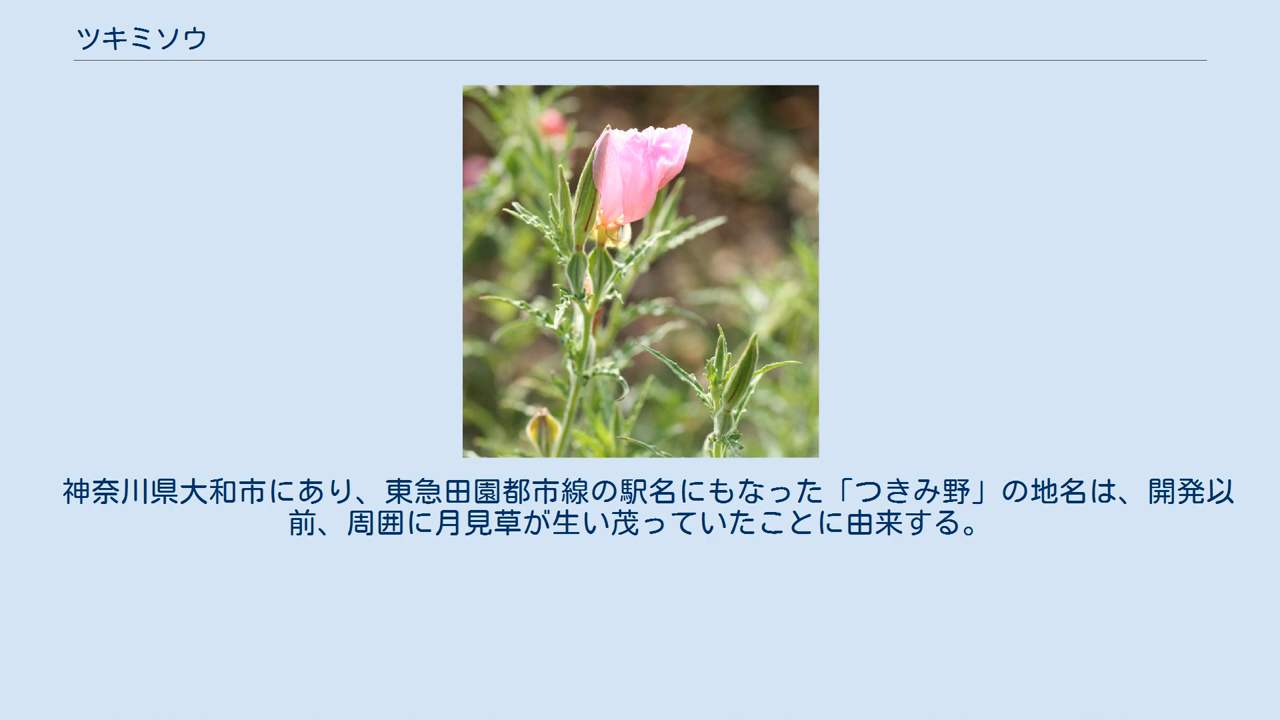 ツキミソウ
神奈川県大和市にあり、東急田園都市線の駅名にもなった「つきみ野」の地名は、開発以
前、周囲に月見草が生い茂っていたことに由来する。